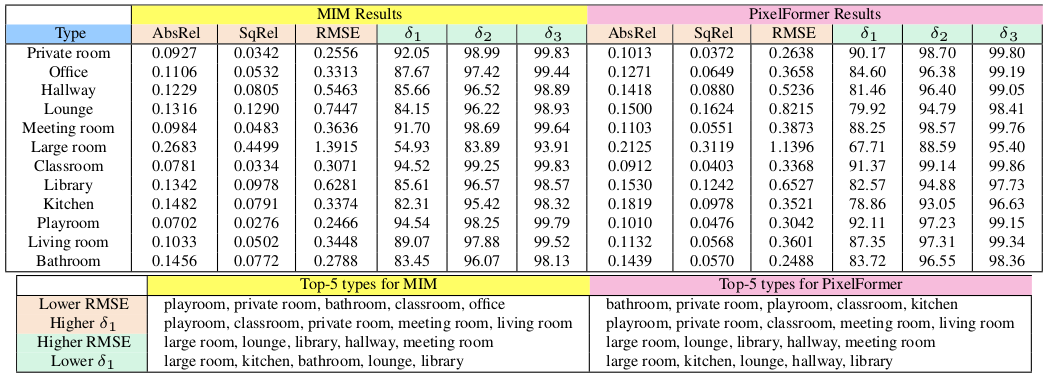 MIM Results PixelFormer Results
Type AbsRel SqRel RMSE δ1 δ2 δ3 AbsRel SqRel RMSE δ1 δ2 δ3
Private room 0.0927 0.0342 0.2556 92.05 98.99 99.83 0.1013 0.0372 0.2638 90.17 98.70 99.80
Office 0.1106 0.0532 0.3313 87.67 97.42 99.44 0.1271 0.0649 0.3658 84.60 96.38 99.19
Hallway 0.1229 0.0805 0.5463 85.66 96.52 98.89 0.1418 0.0880 0.5236 81.46 96.40 99.05
Lounge 0.1316 0.1290 0.7447 84.15 96.22 98.93 0.1500 0.1624 0.8215 79.92 94.79 98.41
Meeting room 0.0984 0.0483 0.3636 91.70 98.69 99.64 0.1103 0.0551 0.3873 88.25 98.57 99.76
Large room 0.2683 0.4499 1.3915 54.93 83.89 93.91 0.2125 0.3119 1.1396 67.71 88.59 95.40
Classroom 0.0781 0.0334 0.3071 94.52 99.25 99.83 0.0912 0.0403 0.3368 91.37 99.14 99.86
Library 0.1342 0.0978 0.6281 85.61 96.57 98.57 0.1530 0.1242 0.6527 82.57 94.88 97.73
Kitchen 0.1482 0.0791 0.3374 82.31 95.42 98.32 0.1819 0.0978 0.3521 78.86 93.05 96.63
Playroom 0.0702 0.0276 0.2466 94.54 98.25 99.79 0.1010 0.0476 0.3042 92.11 97.23 99.15
Living room 0.1033 0.0502 0.3448 89.07 97.88 99.52 0.1132 0.0568 0.3601 87.35 97.31 99.34
Bathroom 0.1456 0.0772 0.2788 83.45 96.07 98.13 0.1439 0.0570 0.2488 83.72 96.55 98.36
Top-5 types for MIM Top-5 types for PixelFormer
Lower RMSE playroom, private room, bathroom, classroom, office bathroom, private room, playroom, classroom, kitchen
Higher δ1 playroom, classroom, private room, meeting room, living room playroom, private room, classroom, meeting room, living room
Higher RMSE large room, lounge, library, hallway, meeting room large room, lounge, library, hallway, meeting room
Lower δ1 large room, kitchen, bathroom, lounge, library large room, kitchen, lounge, hallway, library